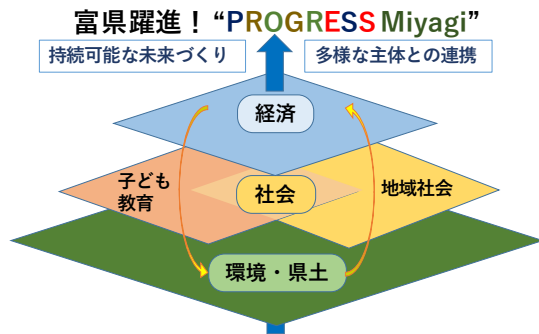 富県躍進！“PROGRESS Miyagi”
持続可能な未来づくり
多様な主体との連携
経済
子ども
教育
社会
地域社会
環境・県土